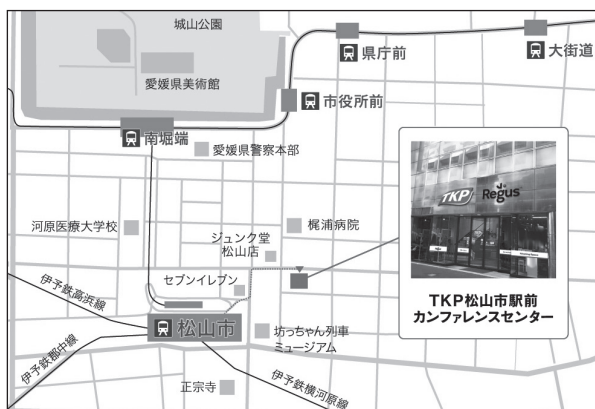 城山公園
愛媛県美術館
県庁前
大街道
市役所前
南堀端
愛媛県警察本部
河原医療大学校
ジュンク堂
松山店
梶浦病院
セブンイレブン
伊予鉄高浜線
松山市
坊っちゃん列車
ミュージアム
伊予鉄郡中線
正宗寺
伊予鉄横河原線
TKP
Regus
TKP松山市駅前
カンファレンスセンター